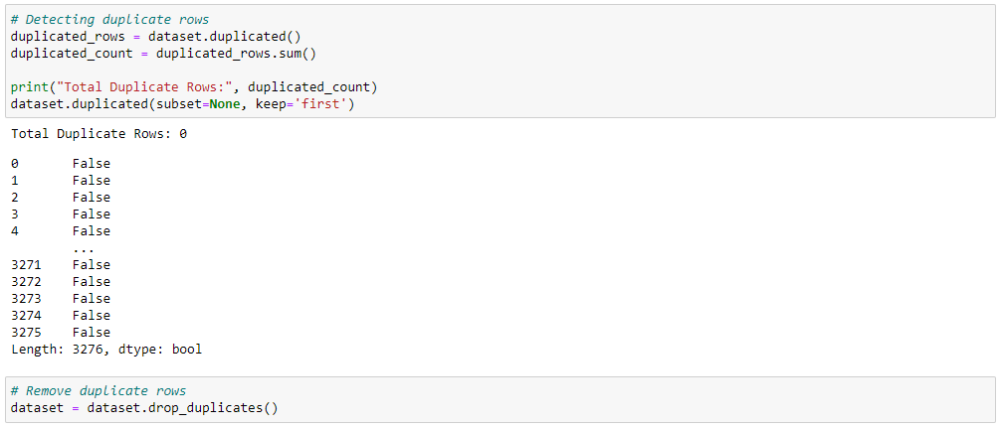 # Detecting duplicate rows
duplicated_rows = dataset.duplicated()
duplicated_count = duplicated_rows.sum()
print("Total Duplicate Rows:", duplicated_count)
dataset.duplicated(subset=None, keep='first')
Total Duplicate Rows: 0
0       False
1       False
2       False
3       False
4       False
        ...
3271    False
3272    False
3273    False
3274    False
3275    False
Length: 3276, dtype: bool
# Remove duplicate rows
dataset = dataset.drop_duplicates()